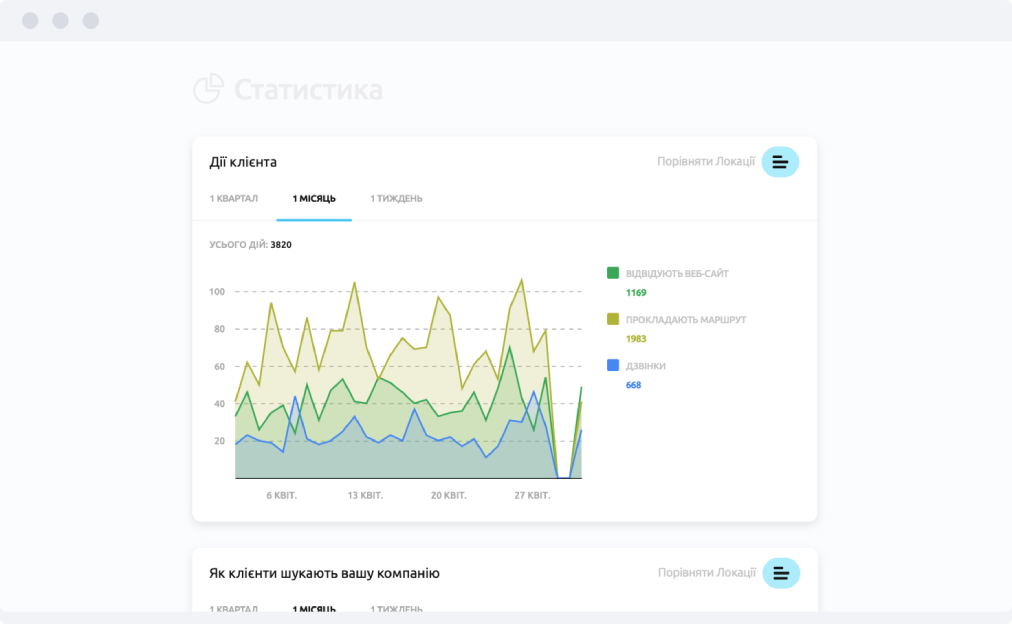 Статистика
Дії клієнта
Порівняти Локації
1 КВАРТАЛ 1 МІСЯЦЬ 1 ТИЖДЕНЬ
УСЬОГО ДІЙ: 3820
100
80
60
40
20
6 КВІТ. 13 КВІТ. 20 КВІТ. 27 КВІТ.
ВІДВІДУЮТЬ ВЕБ-САЙТ
1169
ПРОКЛАДАЮТЬ МАРШРУТ
1983
ДЗВІНКИ
668
Як клієнти шукають вашу компанію
Порівняти Локації
1 КВАРТАЛ 1 МІСЯЦЬ 1 ТИЖДЕНЬ